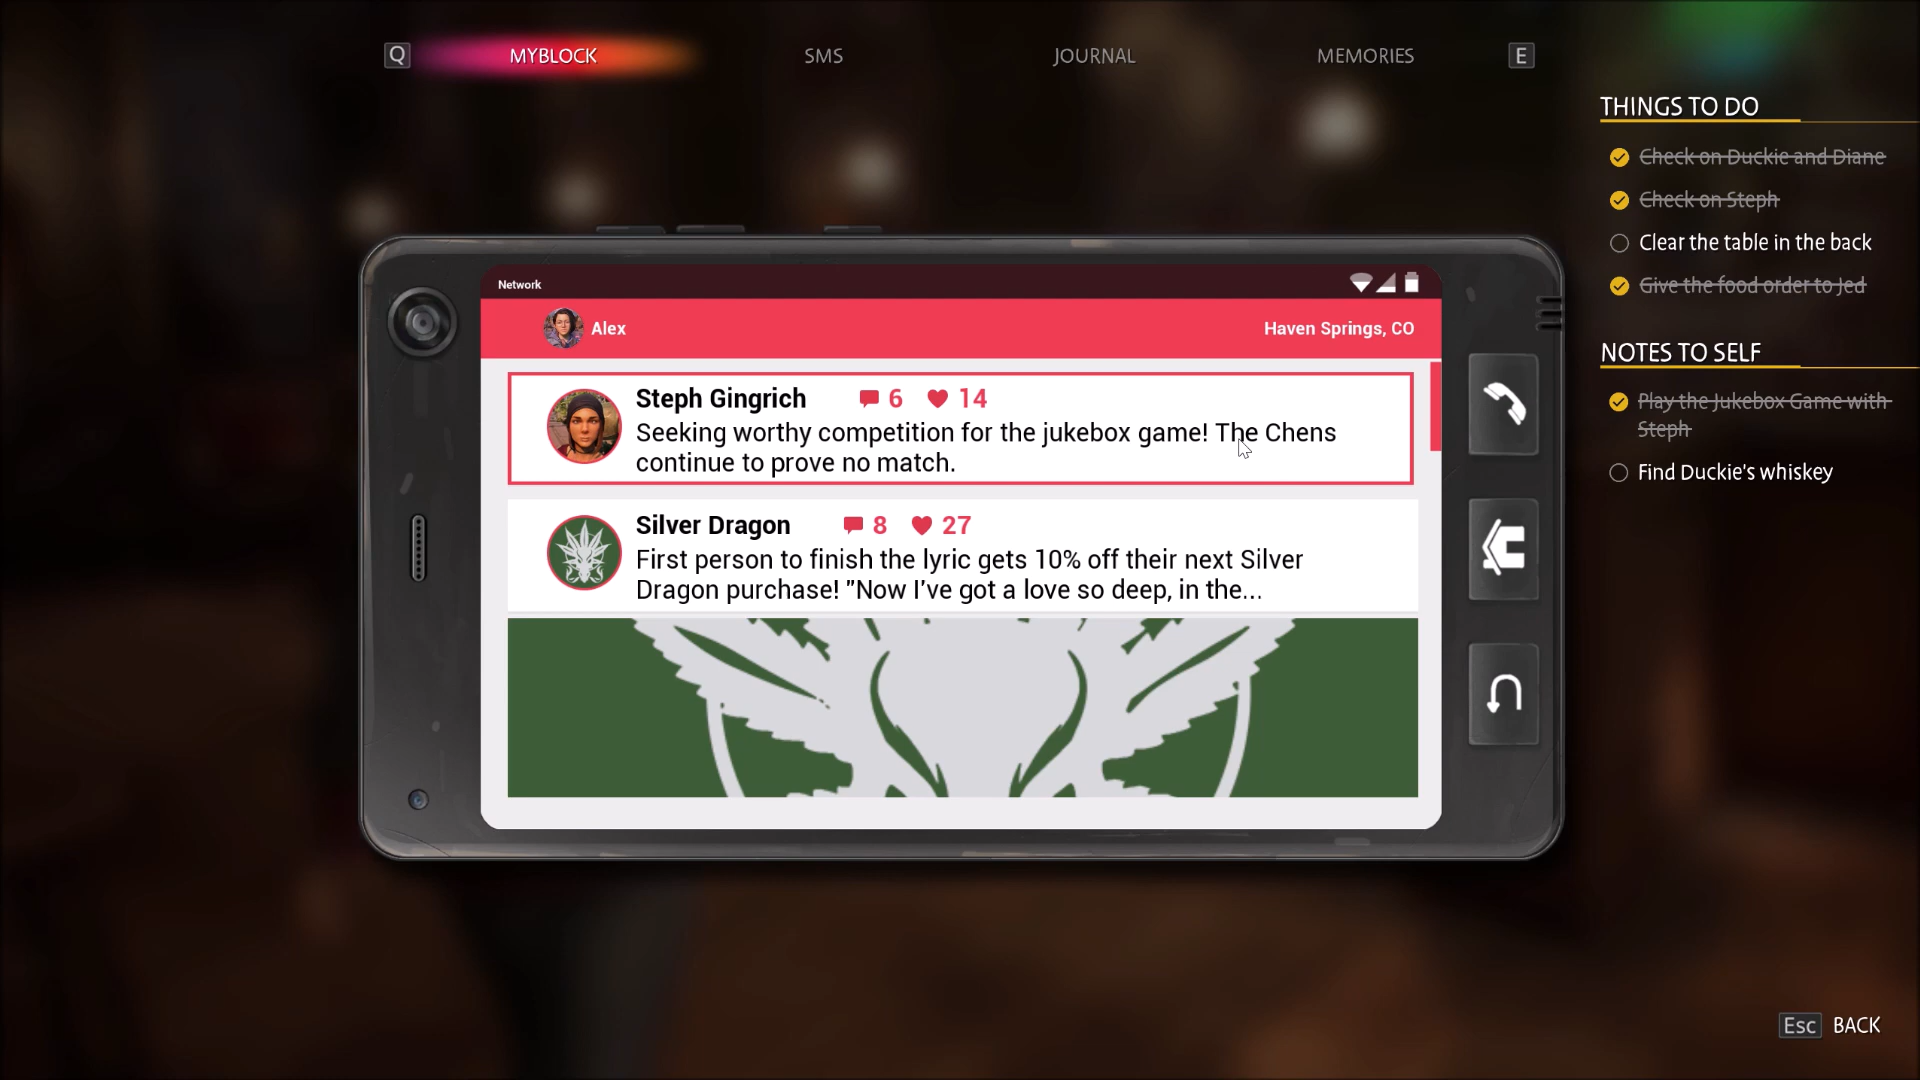 Q
MYBLOCK
SMS
JOURNAL
MEMORIES
E
THINGS TO DO
Check on Duckie and Diane
Check on Steph
Clear the table in the back
Give the food order to Jed
NOTES TO SELF
Play the Jukebox Game with
Steph
Find Duckie's whiskey
Network
Alex
Haven Springs, CO
Steph Gingrich 6 14
Seeking worthy competition for the jukebox game! The Chens
continue to prove no match.
Silver Dragon 8 27
First person to finish the lyric gets 10% off their next Silver
Dragon purchase! "Now I've got a love so deep, in the...
Esc BACK